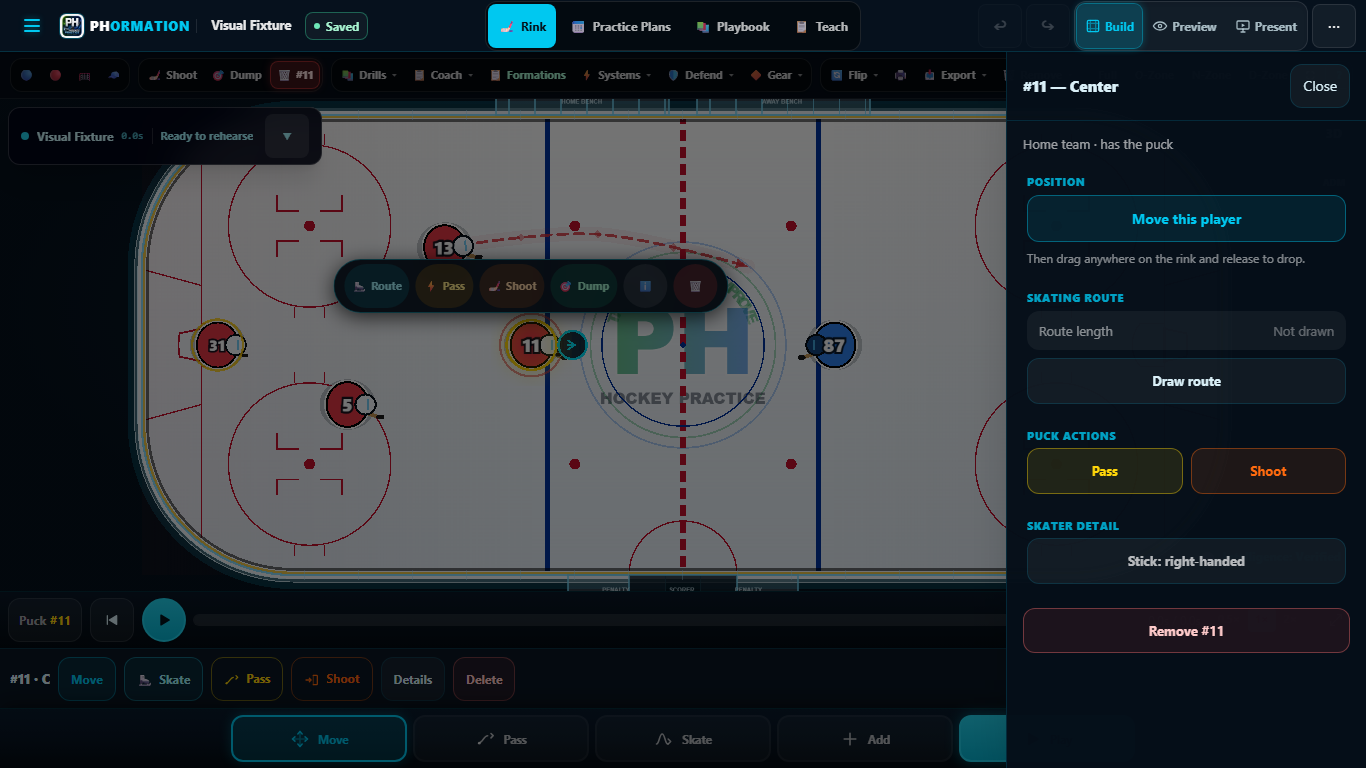 PH PHORMATION Visual Fixture Saved Rink Practice Plans Playbook Teach Build Preview Present ...
Shoot Dump #11 Drills Coach Formations Systems Defend Gear Flip Export
#11 — Center Close
HOME BENCH AWAY BENCH
Visual Fixture 0.0s Ready to rehearse
Home team · has the puck
POSITION
Move this player
Then drag anywhere on the rink and release to drop.
13
Route Pass Shoot Dump
SKATING ROUTE
Route length Not drawn
31 11 PH 87
Draw route
5 HOCKEY PRACTICE
PUCK ACTIONS
Pass Shoot
SKATER DETAIL
Stick: right-handed
PENALTY SCORER PENALTY
Puck #11
Remove #11
#11 · C Move Skate Pass Shoot Details Delete
Move Pass Skate Add